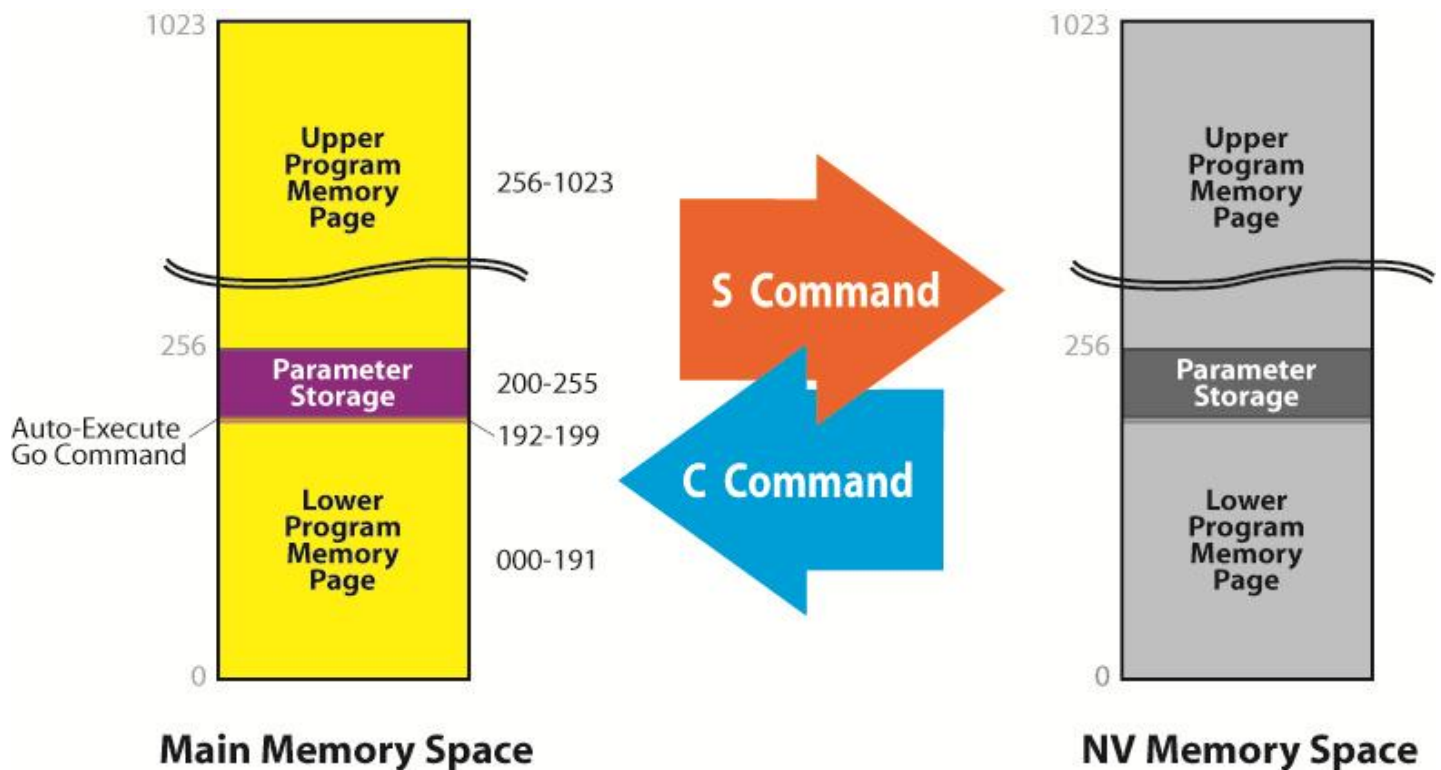 1023
Upper
Program
Memory
Page
256-1023
256
Parameter
Storage
200-255
Auto-Execute
Go Command
192-199
Lower
Program
Memory
Page
000-191
0
Main Memory Space
S Command
C Command
1023
Upper
Program
Memory
Page
256
Parameter
Storage
Lower
Program
Memory
Page
0
NV Memory Space